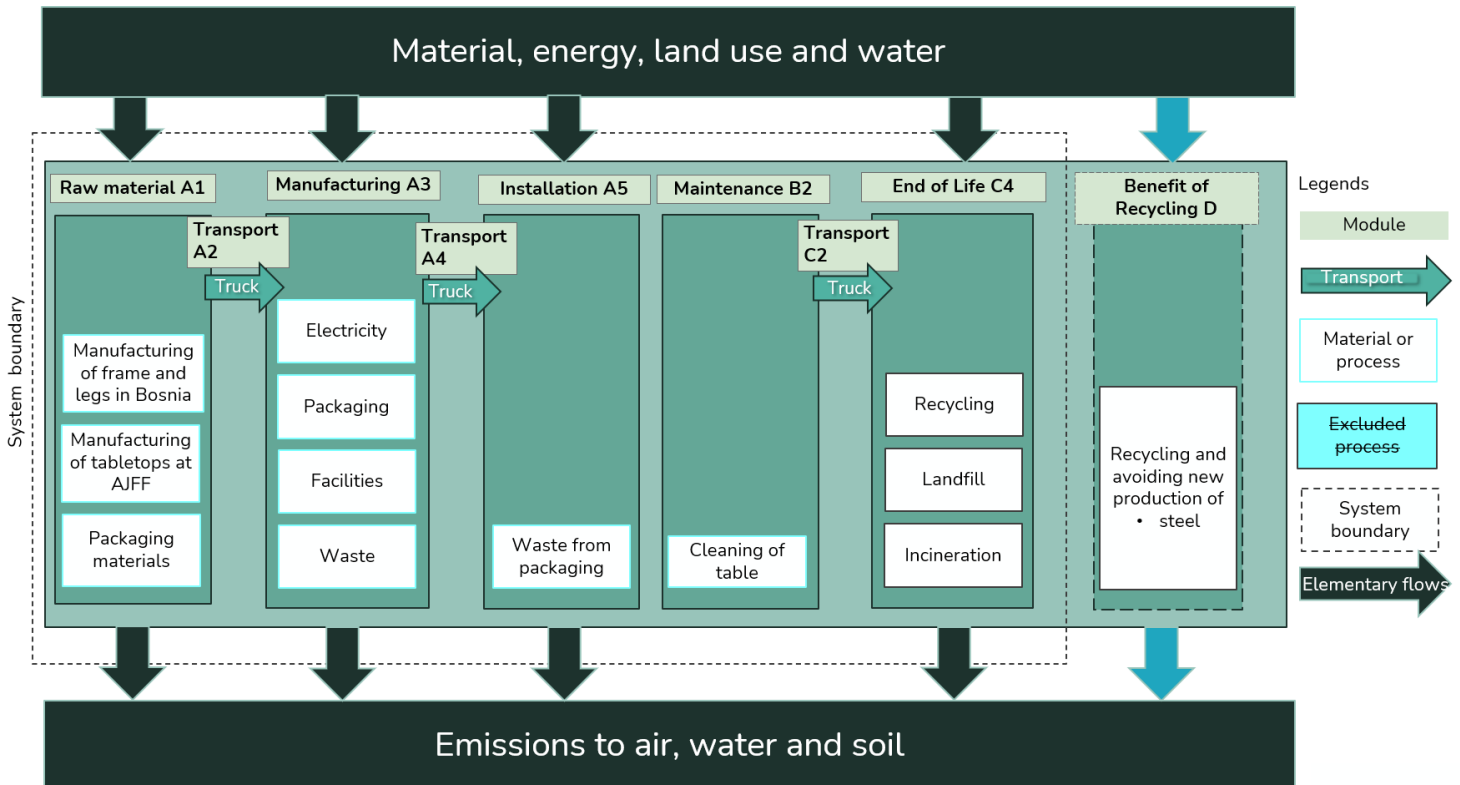 Material, energy, land use and water
System boundary
Raw material A1
Manufacturing A3
Installation A5
Maintenance B2
End of Life C4
Benefit of
Recycling D
Transport
A2
Truck
Transport
A4
Truck
Transport
C2
Truck
Manufacturing
of frame and
legs in Bosnia
Manufacturing
of tabletops at
AJFF
Packaging
materials
Electricity
Packaging
Facilities
Waste
Waste from
packaging
Cleaning of
table
Recycling
Landfill
Incineration
Recycling and
avoiding new
production of
• steel
Legends
Module
Transport
Material or
process
Excluded
process
System
boundary
Elementary flows
Emissions to air, water and soil